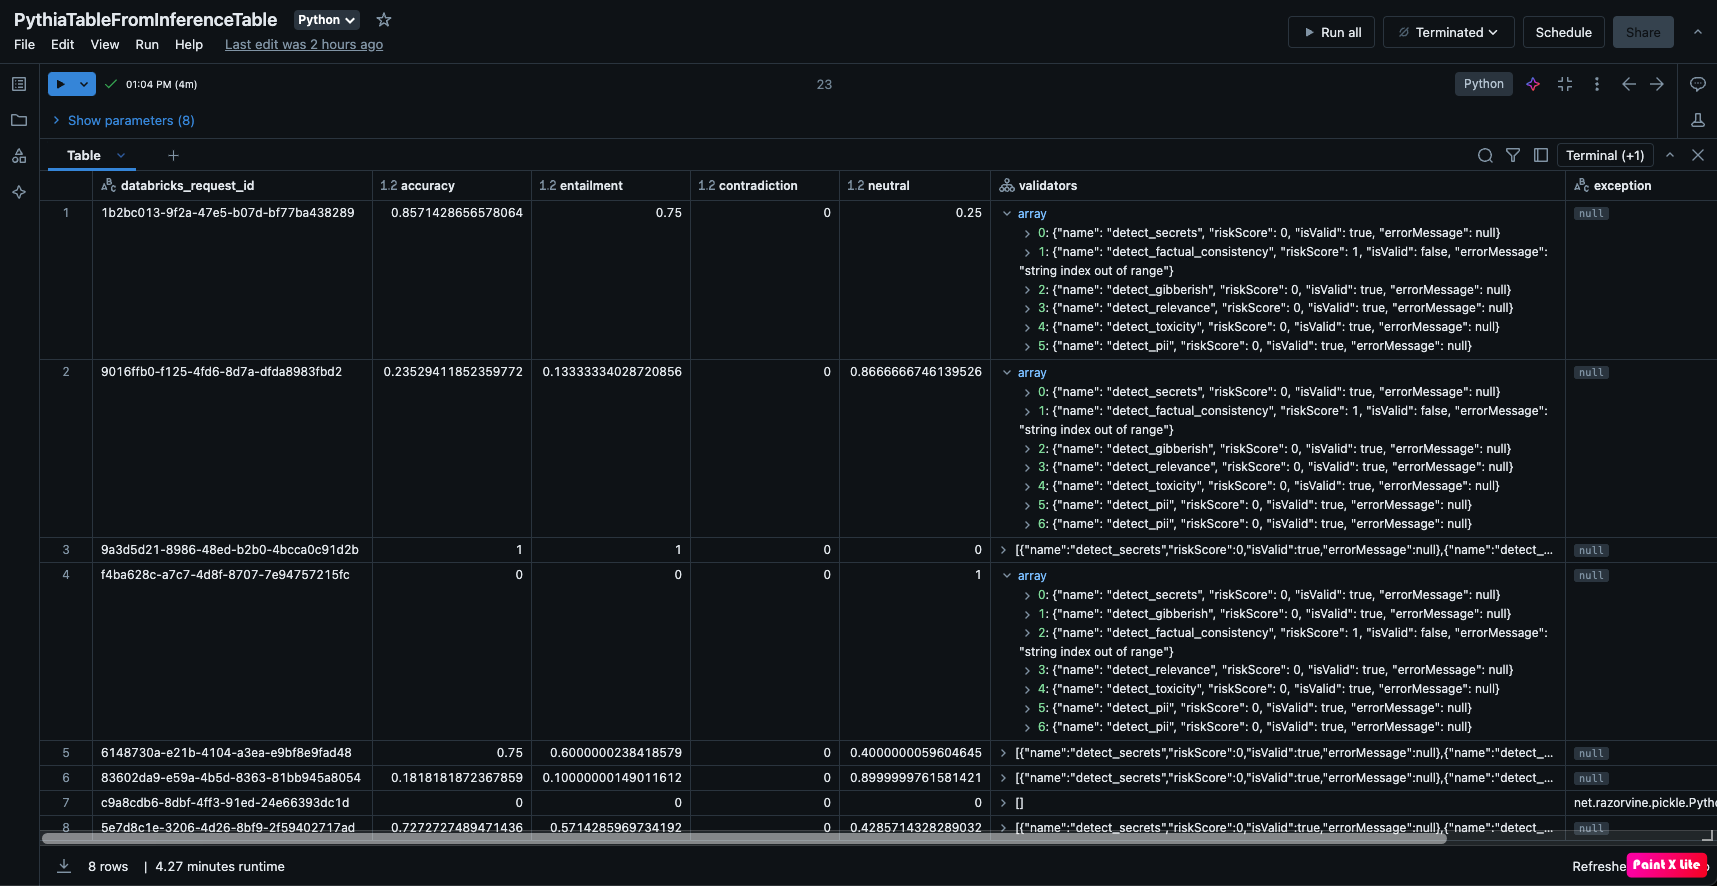 PythiaTableFromInferenceTable Python
File Edit View Run Help Last edit was 2 hours ago
Run all Terminated Schedule Share
01:04 PM (4m) 23 Python
Show parameters (8)
Table + Terminal (+1)
databricks_request_id 1.2 accuracy 1.2 entailment 1.2 contradiction 1.2 neutral validators exception
1 1b2bc013-9f2a-47e5-b07d-bf77ba438289 0.8571428656578064 0.75 0 0.25 array null
0: {"name": "detect_secrets", "riskScore": 0, "isValid": true, "errorMessage": null}
1: {"name": "detect_factual_consistency", "riskScore": 1, "isValid": false, "errorMessage":
"string index out of range"}
2: {"name": "detect_gibberish", "riskScore": 0, "isValid": true, "errorMessage": null}
3: {"name": "detect_relevance", "riskScore": 0, "isValid": true, "errorMessage": null}
4: {"name": "detect_toxicity", "riskScore": 0, "isValid": true, "errorMessage": null}
5: {"name": "detect_pii", "riskScore": 0, "isValid": true, "errorMessage": null}
2 9016ffb0-f125-4fd6-8d7a-dfda8983fbd2 0.23529411852359772 0.13333334028720856 0 0.8666666746139526 array null
0: {"name": "detect_secrets", "riskScore": 0, "isValid": true, "errorMessage": null}
1: {"name": "detect_factual_consistency", "riskScore": 1, "isValid": false, "errorMessage":
"string index out of range"}
2: {"name": "detect_gibberish", "riskScore": 0, "isValid": true, "errorMessage": null}
3: {"name": "detect_relevance", "riskScore": 0, "isValid": true, "errorMessage": null}
4: {"name": "detect_toxicity", "riskScore": 0, "isValid": true, "errorMessage": null}
5: {"name": "detect_pii", "riskScore": 0, "isValid": true, "errorMessage": null}
6: {"name": "detect_pii", "riskScore": 0, "isValid": true, "errorMessage": null}
3 9a3d5d21-8986-48ed-b2b0-4bcca0c91d2b 1 1 0 0 [{"name":"detect_secrets","riskScore":0,"isValid":true,"errorMessage":null},{"name":"detect_... null
4 f4ba628c-a7c7-4d8f-8707-7e94757215fc 0 0 0 1 array null
0: {"name": "detect_secrets", "riskScore": 0, "isValid": true, "errorMessage": null}
1: {"name": "detect_gibberish", "riskScore": 0, "isValid": true, "errorMessage": null}
2: {"name": "detect_factual_consistency", "riskScore": 1, "isValid": false, "errorMessage":
"string index out of range"}
3: {"name": "detect_relevance", "riskScore": 0, "isValid": true, "errorMessage": null}
4: {"name": "detect_toxicity", "riskScore": 0, "isValid": true, "errorMessage": null}
5: {"name": "detect_pii", "riskScore": 0, "isValid": true, "errorMessage": null}
6: {"name": "detect_pii", "riskScore": 0, "isValid": true, "errorMessage": null}
5 6148730a-e21b-4104-a3ea-e9bf8e9fad48 0.75 0.6000000238418579 0 0.4000000059604645 [{"name":"detect_secrets","riskScore":0,"isValid":true,"errorMessage":null},{"name":"detect_... null
6 83602da9-e59a-4b5d-8363-81bb945a8054 0.1818181872367859 0.10000000149011612 0 0.8999999761581421 [{"name":"detect_secrets","riskScore":0,"isValid":true,"errorMessage":null},{"name":"detect_... null
7 c9a8cdb6-8dbf-4ff3-91ed-24e66393dc1d 0 0 0 0 [] net.razorvine.pickle.Pytho
8 5e7d8c1e-3206-4d26-8bf9-2f59402717ad 0.7272727489471436 0.5714285969734192 0 0.4285714328289032 [{"name":"detect_secrets","riskScore":0,"isValid":true,"errorMessage":null},{"name":"detect_... null
8 rows | 4.27 minutes runtime Refreshe
Paint X Lite